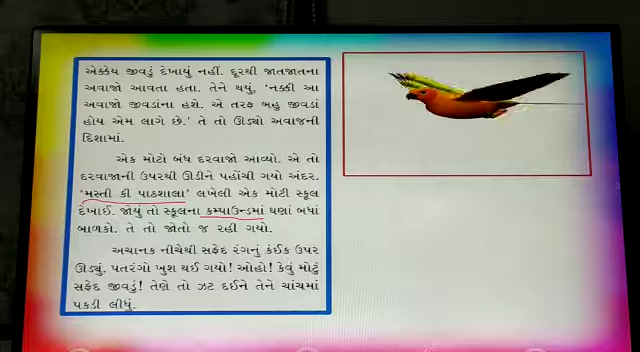 એક્કેય જીવડું દેખાયું નહીં. દૂરથી જાતજાતના
અવાજો આવતા હતા. તેને થયું, ‘નક્કી આ
અવાજો જીવડાંના હશે. એ તરફ બહુ જીવડાં
હોય એમ લાગે છે.’ તે તો ઊડ્યો અવાજની
દિશામાં.
એક મોટો બંધ દરવાજો આવ્યો. એ તો
દરવાજાની ઉપરથી ઊડીને પહોંચી ગયો અંદર.
‘મસ્તી કી પાઠશાલા’ લખેલી એક મોટી સ્કૂલ
દેખાઈ. જોયું તો સ્કૂલના કમ્પાઉન્ડમાં ઘણાં બધાં
બાળકો. તે તો જોતો જ રહી ગયો.
અચાનક નીચેથી સફેદ રંગનું કંઈક ઉપર
ઊડ્યું. પતરંગો ખુશ થઈ ગયો! ઓહો! કેવું મોટું
સફેદ જીવડું! તેણે તો ઝટ દઈને તેને ચાંચમાં
પકડી લીધું.